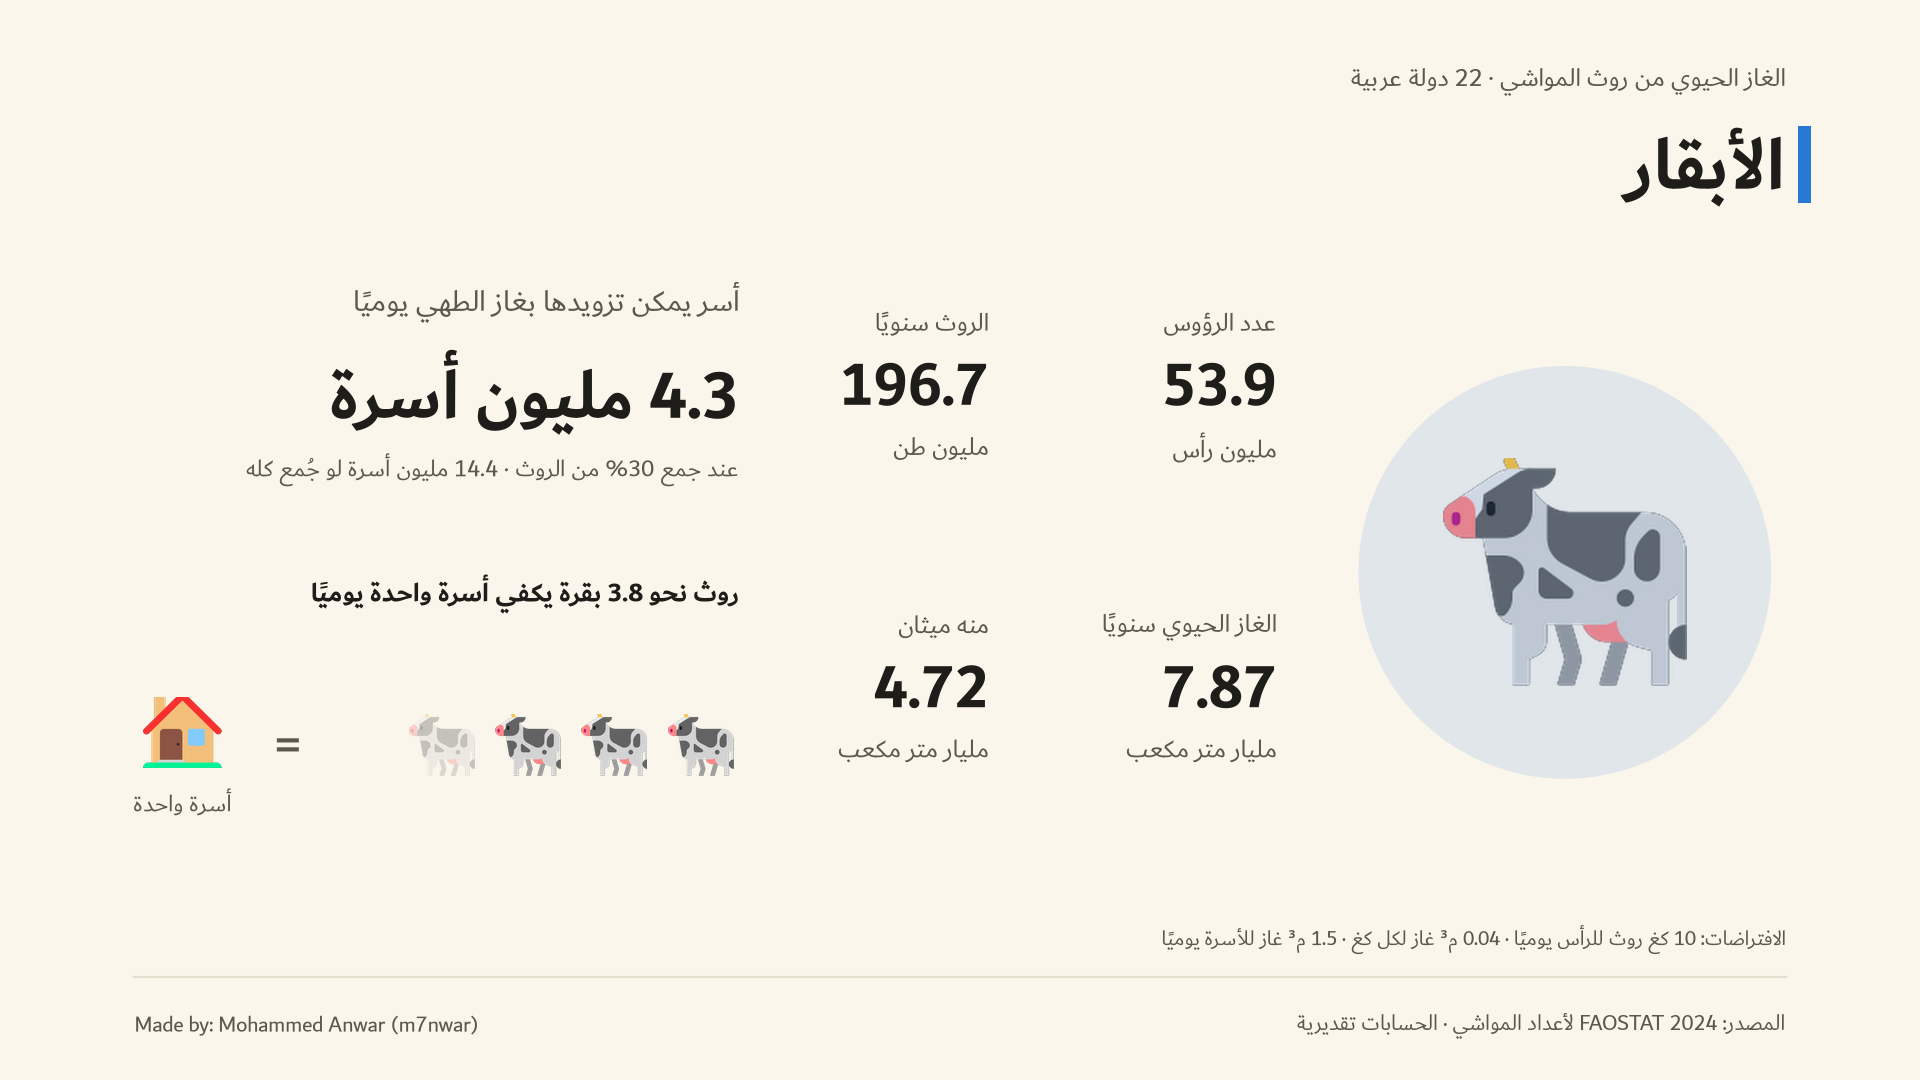 الغاز الحيوي من روث المواشي · 22 دولة عربية
الأبقار
عدد الرؤوس
53.9
مليون رأس
الروث سنويًا
196.7
مليون طن
الغاز الحيوي سنويًا
7.87
مليار متر مكعب
منه ميثان
4.72
مليار متر مكعب
أسر يمكن تزويدها بغاز الطهي يوميًا
4.3 مليون أسرة
عند جمع 30% من الروث · 14.4 مليون أسرة لو جُمع كله
روث نحو 3.8 بقرة يكفي أسرة واحدة يوميًا
=
أسرة واحدة
الافتراضات: 10 كغ روث للرأس يوميًا · 0.04 م³ غاز لكل كغ · 1.5 م³ غاز للأسرة يوميًا
المصدر: FAOSTAT 2024 لأعداد المواشي · الحسابات تقديرية
Made by: Mohammed Anwar (m7nwar)